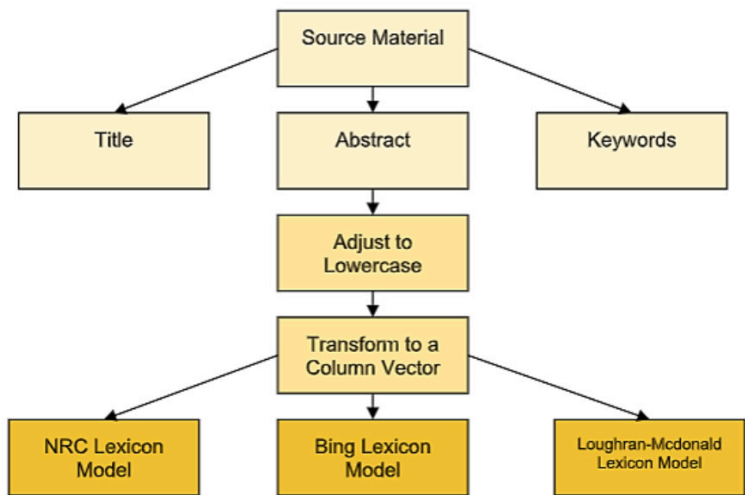 Source Material
Title
Abstract
Keywords
Adjust to
Lowercase
Transform to a
Column Vector
NRC Lexicon
Model
Bing Lexicon
Model
Loughran-Mcdonald
Lexicon Model